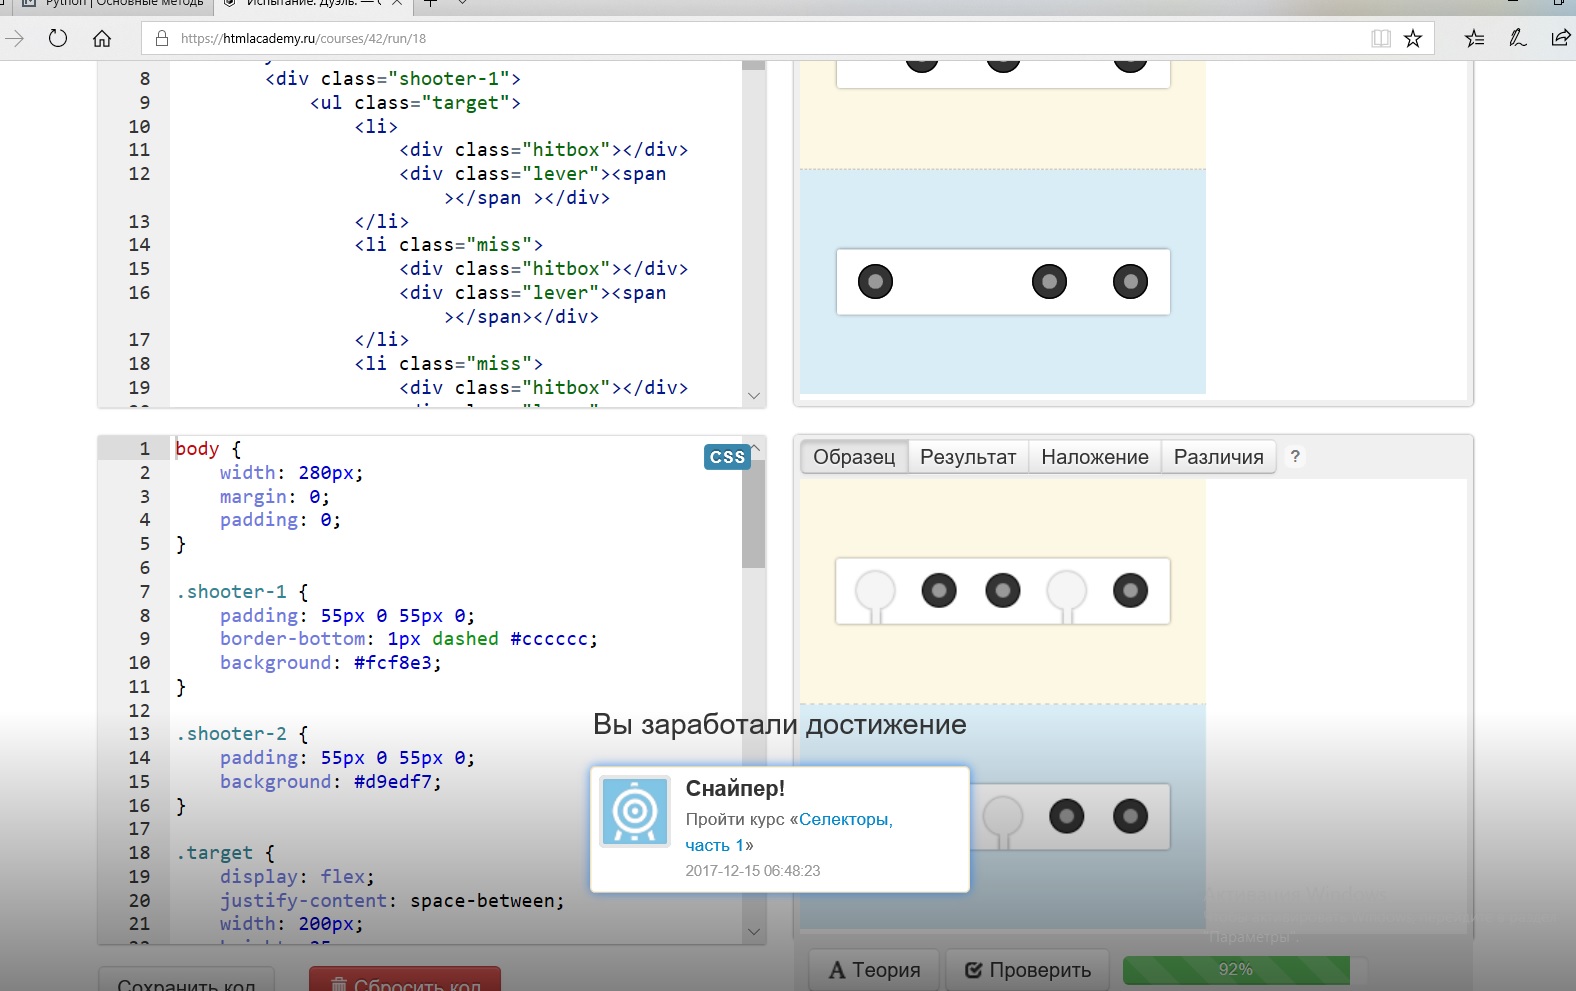 Python | Основные методы
Испытание: Дуэль. —
https://htmlacademy.ru/courses/42/run/18
8 <div class="shooter-1">
9 <ul class="target">
10 <li>
11 <div class="hitbox"></div>
12 <div class="lever"><span
></span ></div>
13 </li>
14 <li class="miss">
15 <div class="hitbox"></div>
16 <div class="lever"><span
></span></div>
17 </li>
18 <li class="miss">
19 <div class="hitbox"></div>
CSS
1 body {
2 width: 280px;
3 margin: 0;
4 padding: 0;
5 }
6
7 .shooter-1 {
8 padding: 55px 0 55px 0;
9 border-bottom: 1px dashed #cccccc;
10 background: #fcf8e3;
11 }
12
13 .shooter-2 {
14 padding: 55px 0 55px 0;
15 background: #d9edf7;
16 }
17
18 .target {
19 display: flex;
20 justify-content: space-between;
21 width: 200px;
Образец Результат Наложение Различия ?
Вы заработали достижение
Снайпер!
Пройти курс «Селекторы,
часть 1»
2017-12-15 06:48:23
"Параметры".
Сохранить код Сбросить код
Теория Проверить 92%